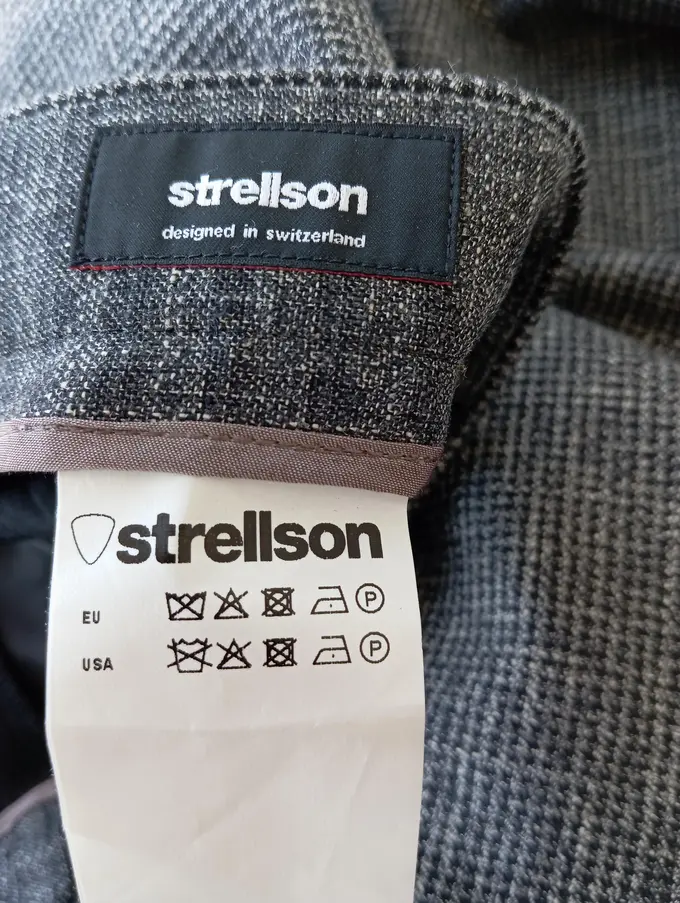 strellson
designed in switzerland
strellson
EU P
USA P